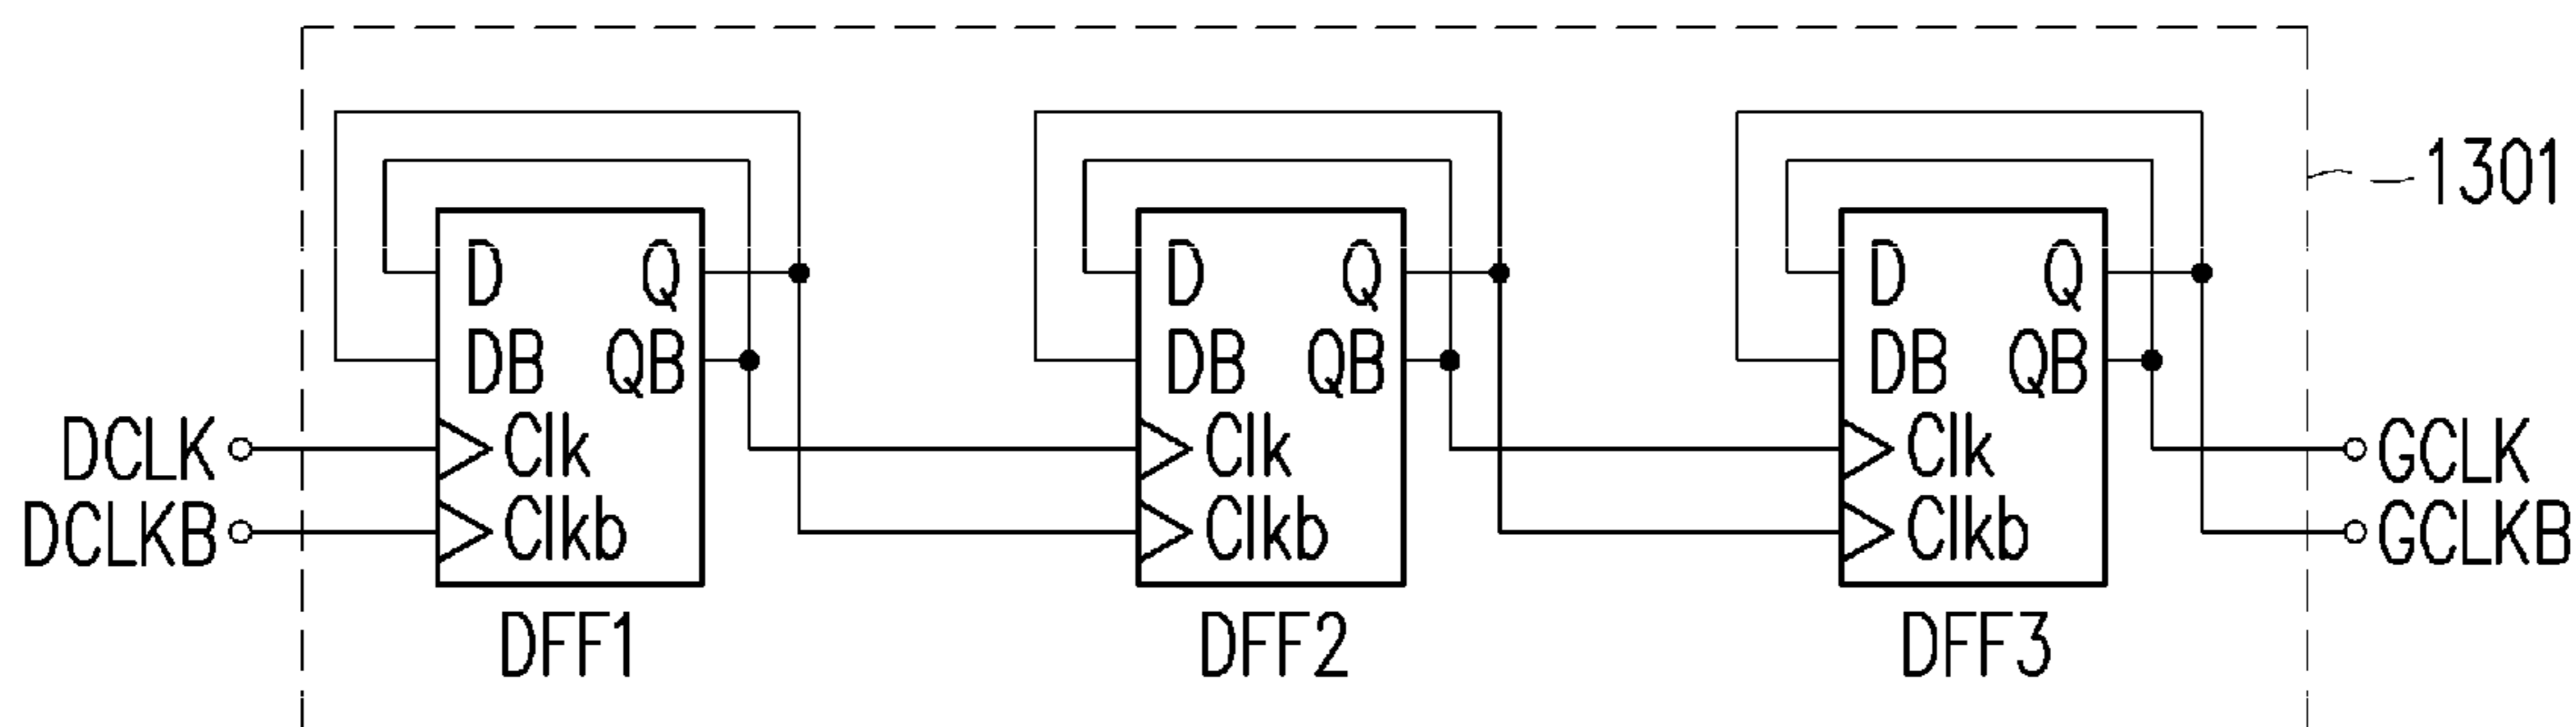 1301
D Q
DB QB
Clk
Clkb
DFF1
D Q
DB QB
Clk
Clkb
DFF2
D Q
DB QB
Clk
Clkb
DFF3
DCLK
DCLKB
GCLK
GCLKB